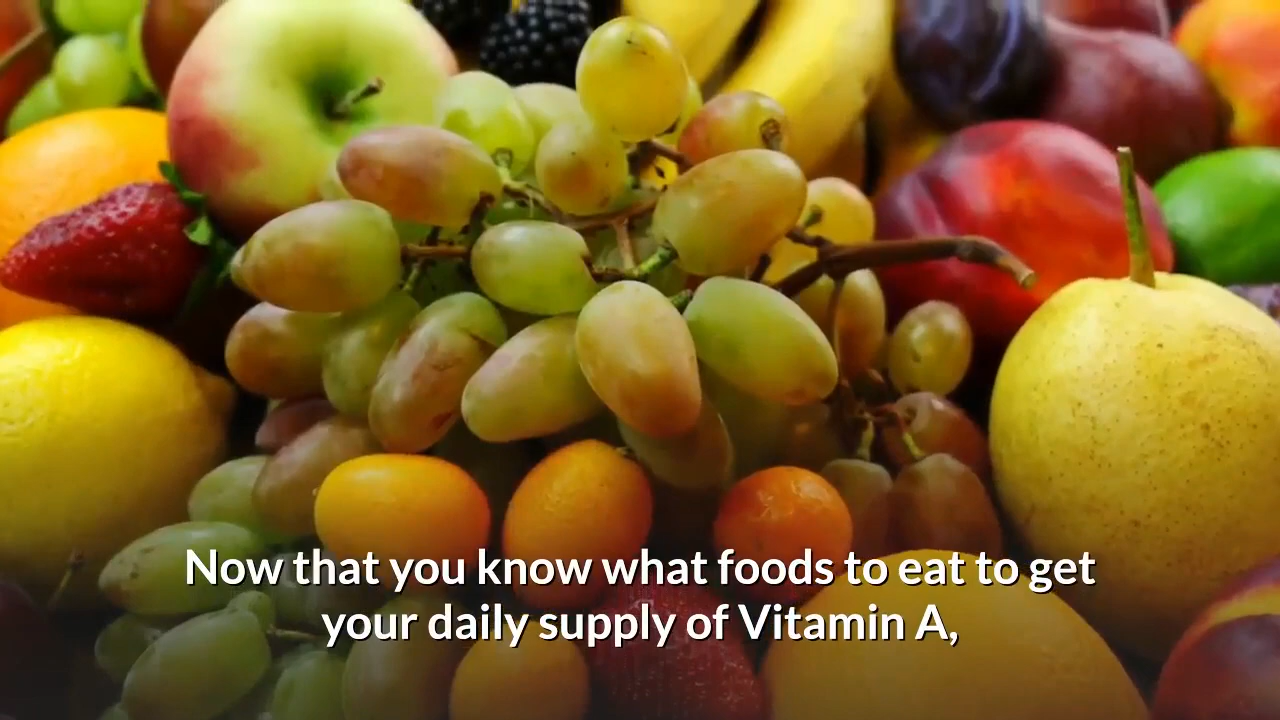 Now that you know what foods to eat to get
your daily supply of Vitamin A,